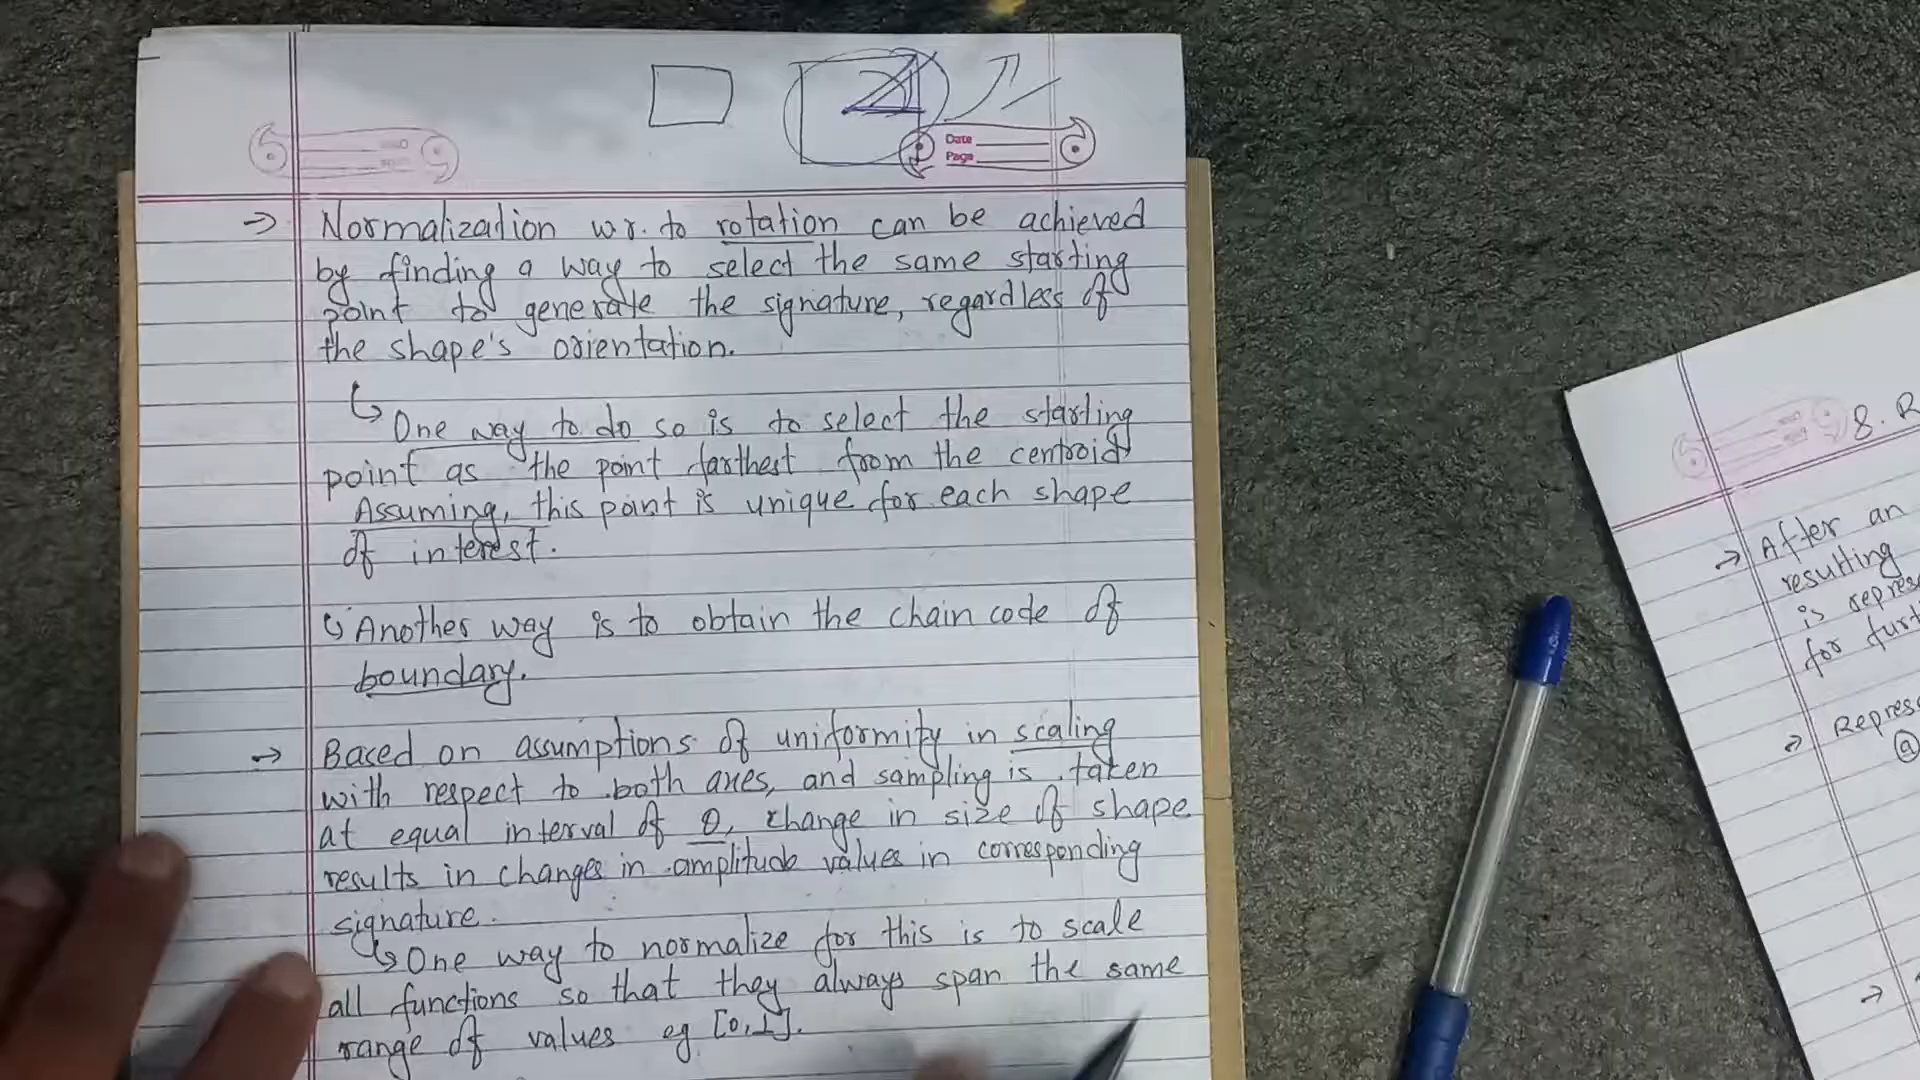 Date
Page
→ Normalization wr. to rotation can be achieved
by finding a way to select the same starting
point to generate the signature, regardless of
the shape's orientation.
↳ One way to do so is to select the starting
point as the point farthest from the centroid
Assuming, this point is unique for each shape
of interest.
↳ Another way is to obtain the chain code of
boundary.
→ Based on assumptions of uniformity in scaling
with respect to both axes, and sampling is taken
at equal interval of θ, change in size of shape
results in changes in amplitude values in corresponding
signature.
↳ One way to normalize for this is to scale
all functions so that they always span the same
range of values eg [0,1].
8. R
→ After an
resulting
is repres
for furt
→ Repres
ⓐ
→